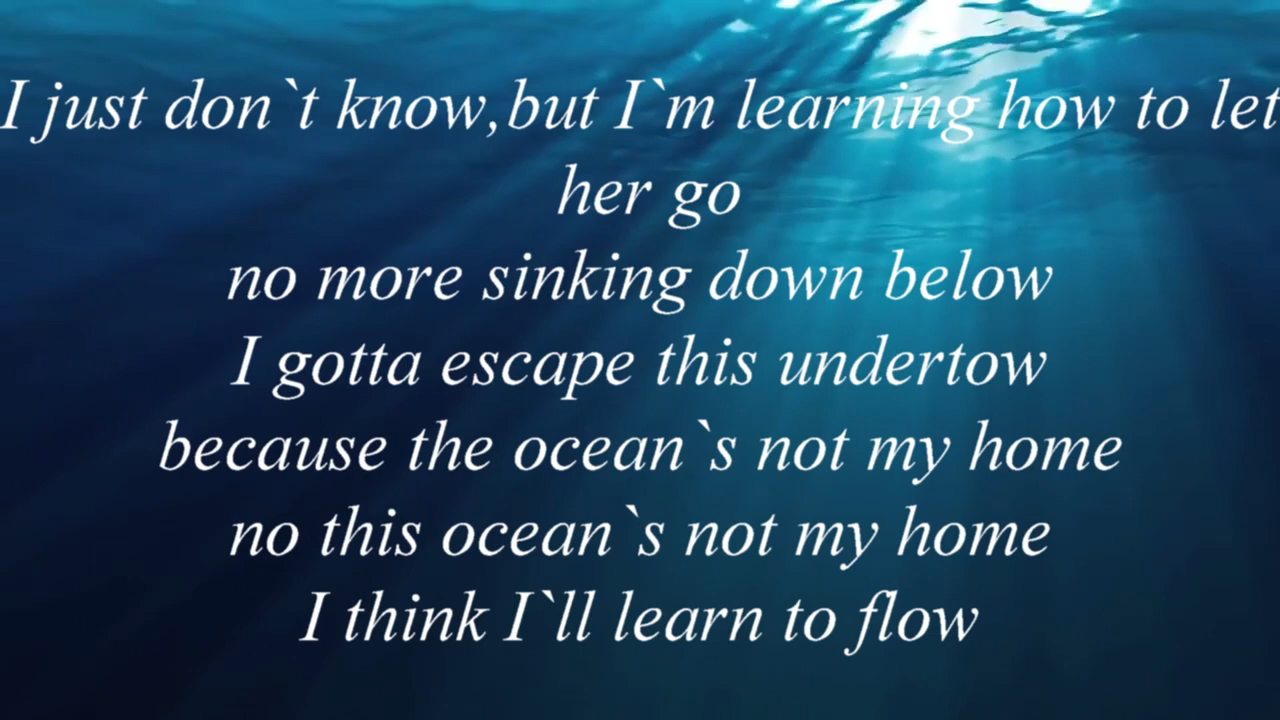 I just don`t know,but I`m learning how to let
her go
no more sinking down below
I gotta escape this undertow
because the ocean`s not my home
no this ocean`s not my home
I think I`ll learn to flow